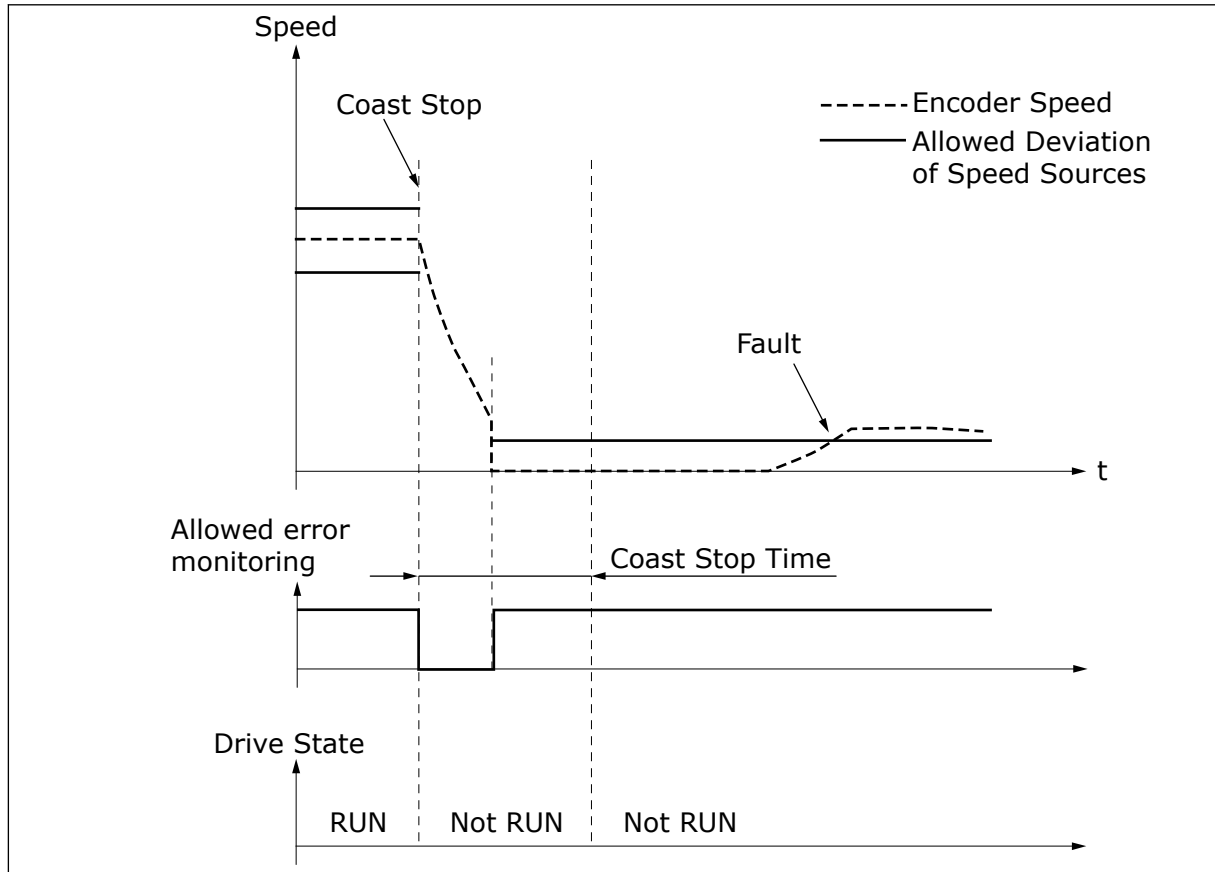 Speed
Coast Stop
Encoder Speed
Allowed Deviation
of Speed Sources
Fault
t
Allowed error
monitoring
Coast Stop Time
Drive State
RUN
Not RUN
Not RUN